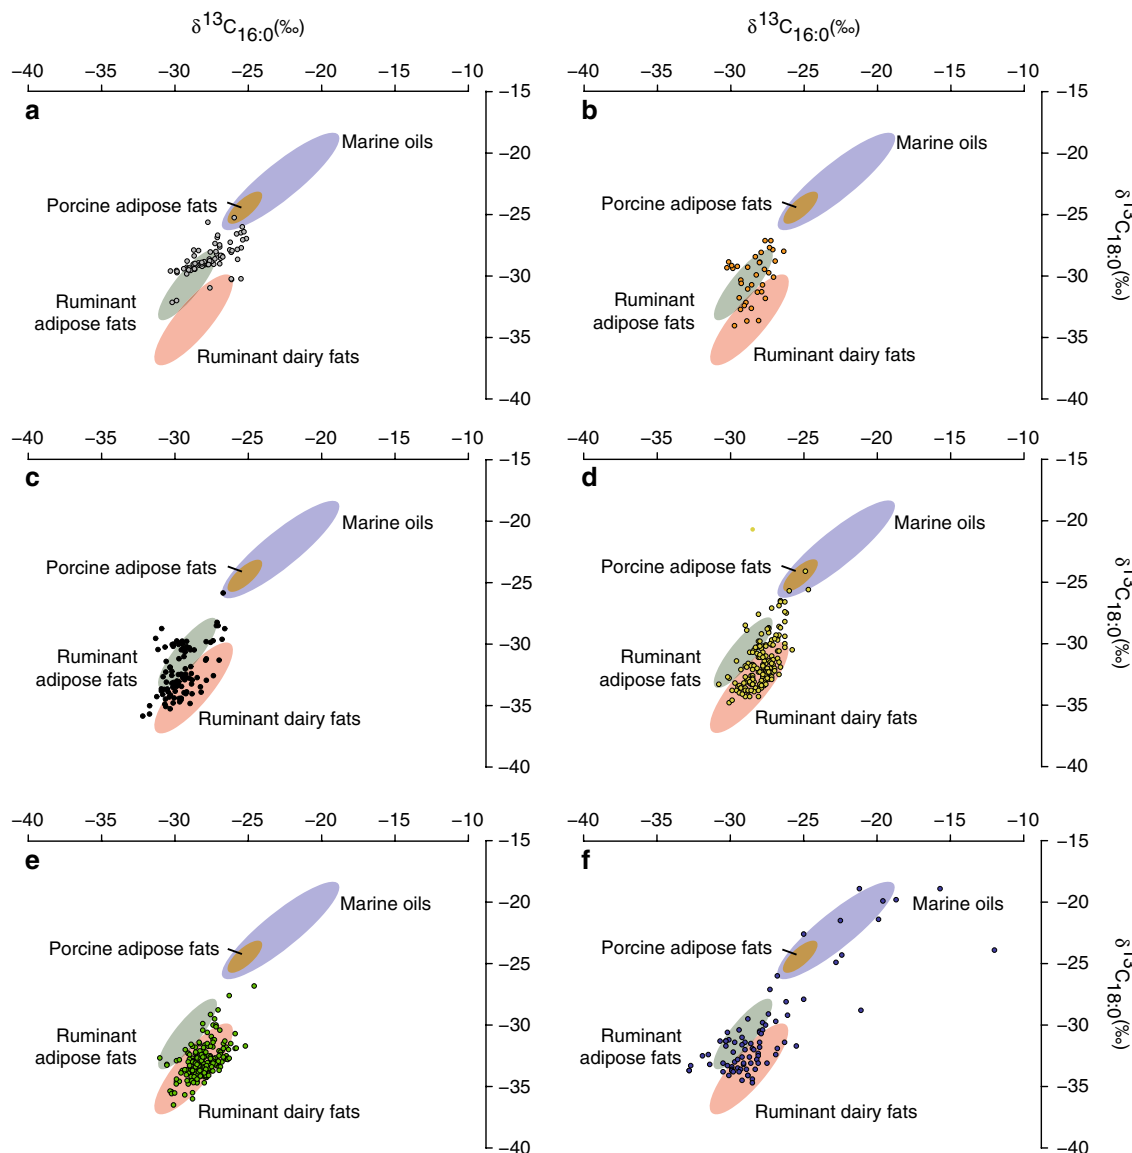 δ13C16:0(‰) δ13C16:0(‰)
−40 −35 −30 −25 −20 −15 −10 −40 −35 −30 −25 −20 −15 −10
a
−15
b
−15
Marine oils
−20
Marine oils
−20
Porcine adipose fats
−25
Porcine adipose fats
−25
δ13C18:0(‰)
−30
−30
Ruminant
adipose fats
Ruminant
adipose fats
−35
−35
Ruminant dairy fats
Ruminant dairy fats
−40
−40
−40 −35 −30 −25 −20 −15 −10 −40 −35 −30 −25 −20 −15 −10
c
−15
d
−15
Marine oils
−20
Marine oils
−20
Porcine adipose fats
−25
Porcine adipose fats
−25
δ13C18:0(‰)
−30
−30
Ruminant
adipose fats
Ruminant
adipose fats
−35
−35
Ruminant dairy fats
Ruminant dairy fats
−40
−40
−40 −35 −30 −25 −20 −15 −10 −40 −35 −30 −25 −20 −15 −10
e
−15
f
−15
Marine oils
−20
Marine oils
−20
Porcine adipose fats
−25
Porcine adipose fats
−25
δ13C18:0(‰)
−30
−30
Ruminant
adipose fats
Ruminant
adipose fats
−35
−35
Ruminant dairy fats
Ruminant dairy fats
−40
−40